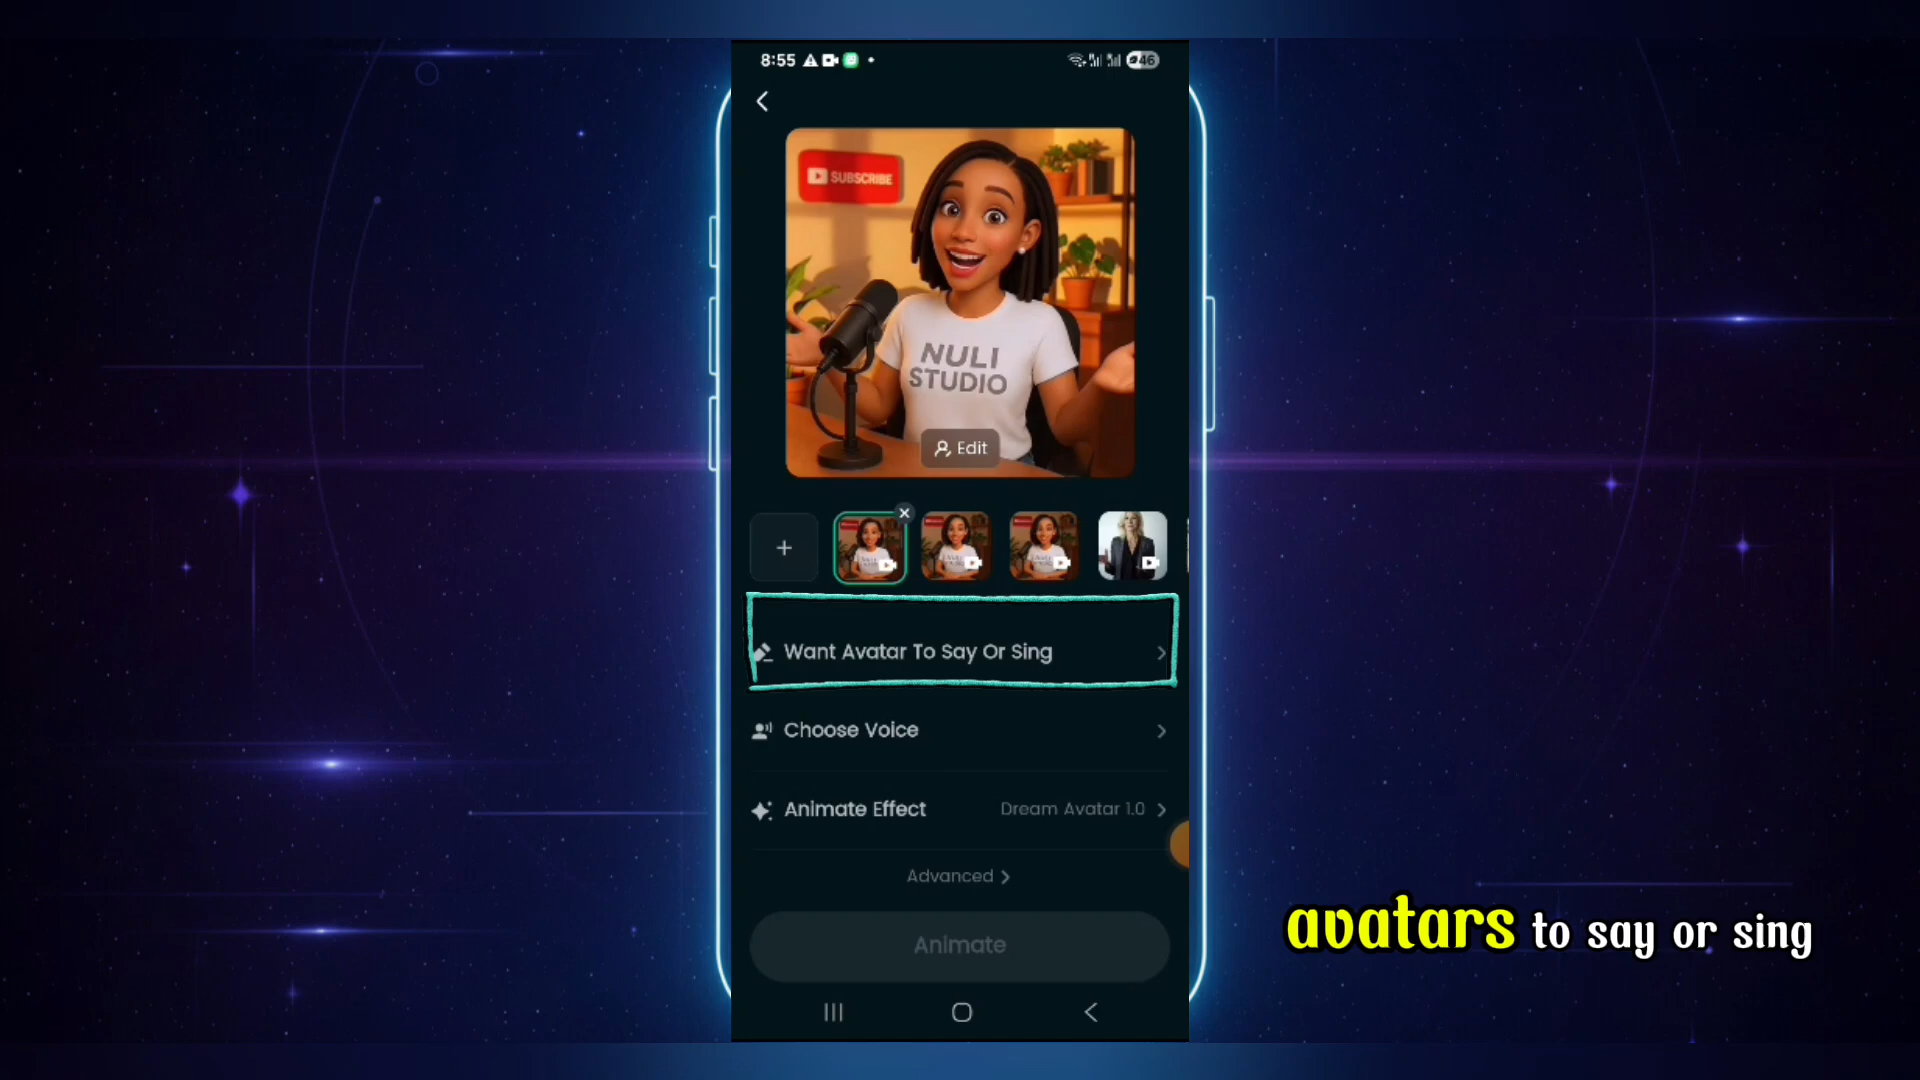 8:55
46
SUBSCRIBE
NULI
STUDIO
Edit
Want Avatar To Say Or Sing
Choose Voice
Animate Effect
Dream Avatar 1.0
Advanced
Animate
avatars to say or sing